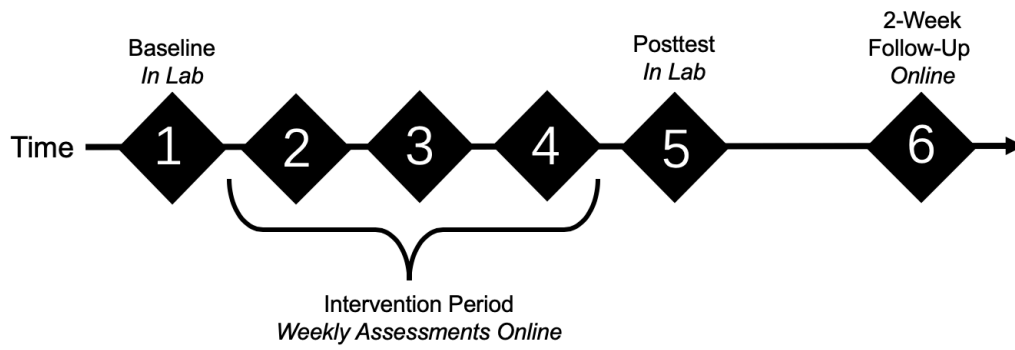 Baseline
In Lab
Posttest
In Lab
2-Week
Follow-Up
Online
Time
1
2
3
4
5
6
Intervention Period
Weekly Assessments Online